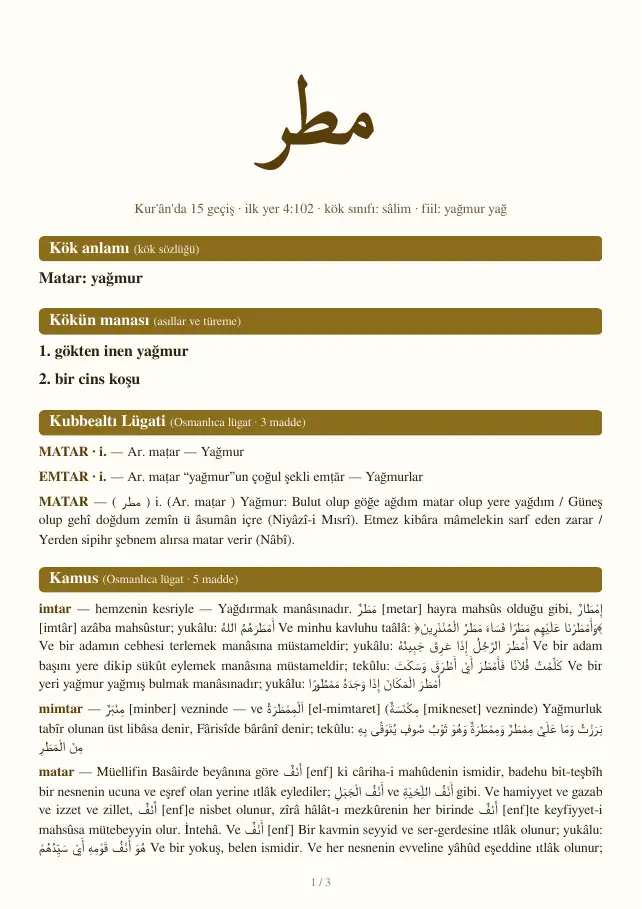 مطر
Kur'ân'da 15 geçiş · ilk yer 4:102 · kök sınıfı: sâlim · fiil: yağmur yağ
Kök anlamı (kök sözlüğü)
Matar: yağmur
Kökün manası (asıllar ve türeme)
1. gökten inen yağmur
2. bir cins koşu
Kubbealtı Lügati (Osmanlıca lügat · 3 madde)
MATAR · i. — Ar. maṭar — Yağmur
EMTAR · i. — Ar. maṭar “yağmur”un çoğul şekli emṭār — Yağmurlar
MATAR — ( مطر ) i. (Ar. maṭar ) Yağmur: Bulut olup göğe ağdım matar olup yere yağdım / Güneş
olup gehî doğdum zemîn ü âsumân içre (Niyâzî-i Mısrî). Etmez kibâra mâmelekin sarf eden zarar /
Yerden sipihr şebnem alırsa matar verir (Nâbî).
Kamus (Osmanlıca lügat · 5 madde)
imtar — hemzenin kesriyle — Yağdırmak manâsınadır. مَطَرٌ [metar] hayra mahsûs olduğu gibi, إِمْطَارٌ
[imtâr] azâba mahsûstur; yukâlu: أَمْطَرَهُمُ اللهُ Ve minhu kavluhu taâlâ: ﴿وَأَمْطَرْنَا عَلَيْهِم مَطَرًا فَسَاءَ مَطَرُ الْمُنْذَرِينَ﴾
Ve bir adamın cebhesi terlemek manâsına müstameldir; yukâlu: أَمْطَرَ الرَّجُلُ إِذَا عَرِقَ جَبِينُهُ Ve bir adam
başını yere dikip sükût eylemek manâsına müstameldir; tekûlu: كَلَّمْتُ فُلَانًا فَأَمْطَرَ أَيْ أَطْرَقَ وَسَكَتَ Ve bir
yeri yağmur yağmış bulmak manâsınadır; yukâlu: أَمْطَرَ الْمَكَانَ إِذَا وَجَدَهُ مَمْطُورًا
mimtar — مِنْبَرٌ [minber] vezninde — ve اَلْمِمْطَرَةُ [el-mimtaret] (مِكْنَسَةٌ [mikneset] vezninde) Yağmurluk
tabîr olunan üst libâsa denir, Fârisîde bârânî denir; tekûlu: بَرَزْتُ وَمَا عَلَيَّ مِمْطَرٌ وَمِمْطَرَةٌ وَهُوَ ثَوْبُ صُوفٍ يُتَوَقَّى بِهِ
مِنَ الْمَطَرِ
matar — Müellifin Basâirde beyânına göre أَنْفٌ [enf] ki câriha-i mahûdenin ismidir, badehu bit-teşbîh
bir nesnenin ucuna ve eşref olan yerine ıtlâk eylediler; أَنْفُ الْجَبَلِ ve أَنْفُ اللِّحْيَةِ gibi. Ve hamiyyet ve gazab
ve izzet ve zillet, أَنْفٌ [enf]e nisbet olunur, zîrâ hâlât-ı mezkûrenin her birinde أَنْفٌ [enf]te keyfiyyet-i
mahsûsa mütebeyyin olur. İntehâ. Ve أَنْفٌ [enf] Bir kavmin seyyid ve ser-gerdesine ıtlâk olunur; yukâlu:
هُوَ أَنْفُ قَوْمِهِ أَيْ سَيِّدُهُمْ Ve bir yokuş, belen ismidir. Ve her nesnenin evveline yâhûd eşeddine ıtlâk olunur;
1 / 3